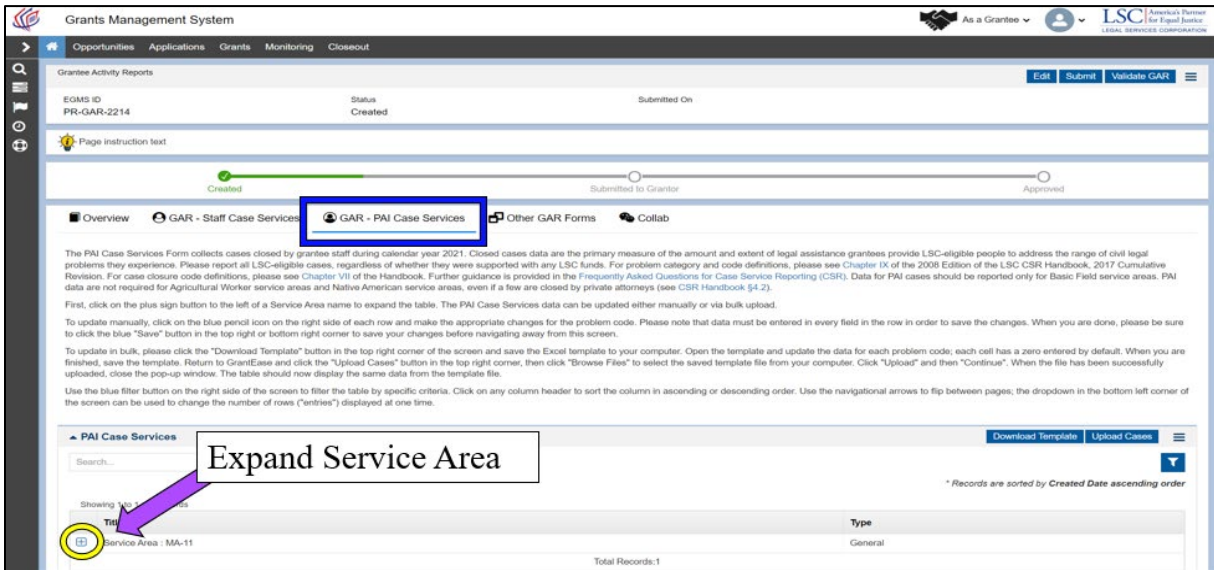 Grants Management System
As a Grantee
LSC America's Partner for Equal Justice
LEGAL SERVICES CORPORATION
Opportunities Applications Grants Monitoring Closeout
Grantee Activity Reports
Edit Submit Validate GAR
EGMS ID Status Submitted On
PR-GAR-2214 Created
Page instruction text
Created Submitted to Grantor Approved
Overview GAR - Staff Case Services GAR - PAI Case Services Other GAR Forms Collab
The PAI Case Services Form collects cases closed by grantee staff during calendar year 2021. Closed cases data are the primary measure of the amount and extent of legal assistance grantees provide LSC-eligible people to address the range of civil legal
problems they experience. Please report all LSC-eligible cases, regardless of whether they were supported with any LSC funds. For problem category and code definitions, please see Chapter IX of the 2008 Edition of the LSC CSR Handbook, 2017 Cumulative
Revision. For case closure code definitions, please see Chapter VII of the Handbook. Further guidance is provided in the Frequently Asked Questions for Case Service Reporting (CSR). Data for PAI cases should be reported only for Basic Field service areas. PAI
data are not required for Agricultural Worker service areas and Native American service areas, even if a few are closed by private attorneys (see CSR Handbook §4.2).
First, click on the plus sign button to the left of a Service Area name to expand the table. The PAI Case Services data can be updated either manually or via bulk upload.
To update manually, click on the blue pencil icon on the right side of each row and make the appropriate changes for the problem code. Please note that data must be entered in every field in the row in order to save the changes. When you are done, please be sure
to click the blue "Save" button in the top right or bottom right corner to save your changes before navigating away from this screen.
To update in bulk, please click the "Download Template" button in the top right corner of the screen and save the Excel template to your computer. Open the template and update the data for each problem code; each cell has a zero entered by default. When you are
finished, save the template. Return to GrantEase and click the "Upload Cases" button in the top right corner, then click "Browse Files" to select the saved template file from your computer. Click "Upload" and then "Continue". When the file has been successfully
uploaded, close the pop-up window. The table should now display the same data from the template file.
Use the blue filter button on the right side of the screen to filter the table by specific criteria. Click on any column header to sort the column in ascending or descending order. Use the navigational arrows to flip between pages; the dropdown in the bottom left corner of
the screen can be used to change the number of rows ("entries") displayed at one time.
PAI Case Services Download Template Upload Cases
Search...
Expand Service Area
* Records are sorted by Created Date ascending order
Showing 1 to 1
Type
Service Area : MA-11 General
Total Records:1